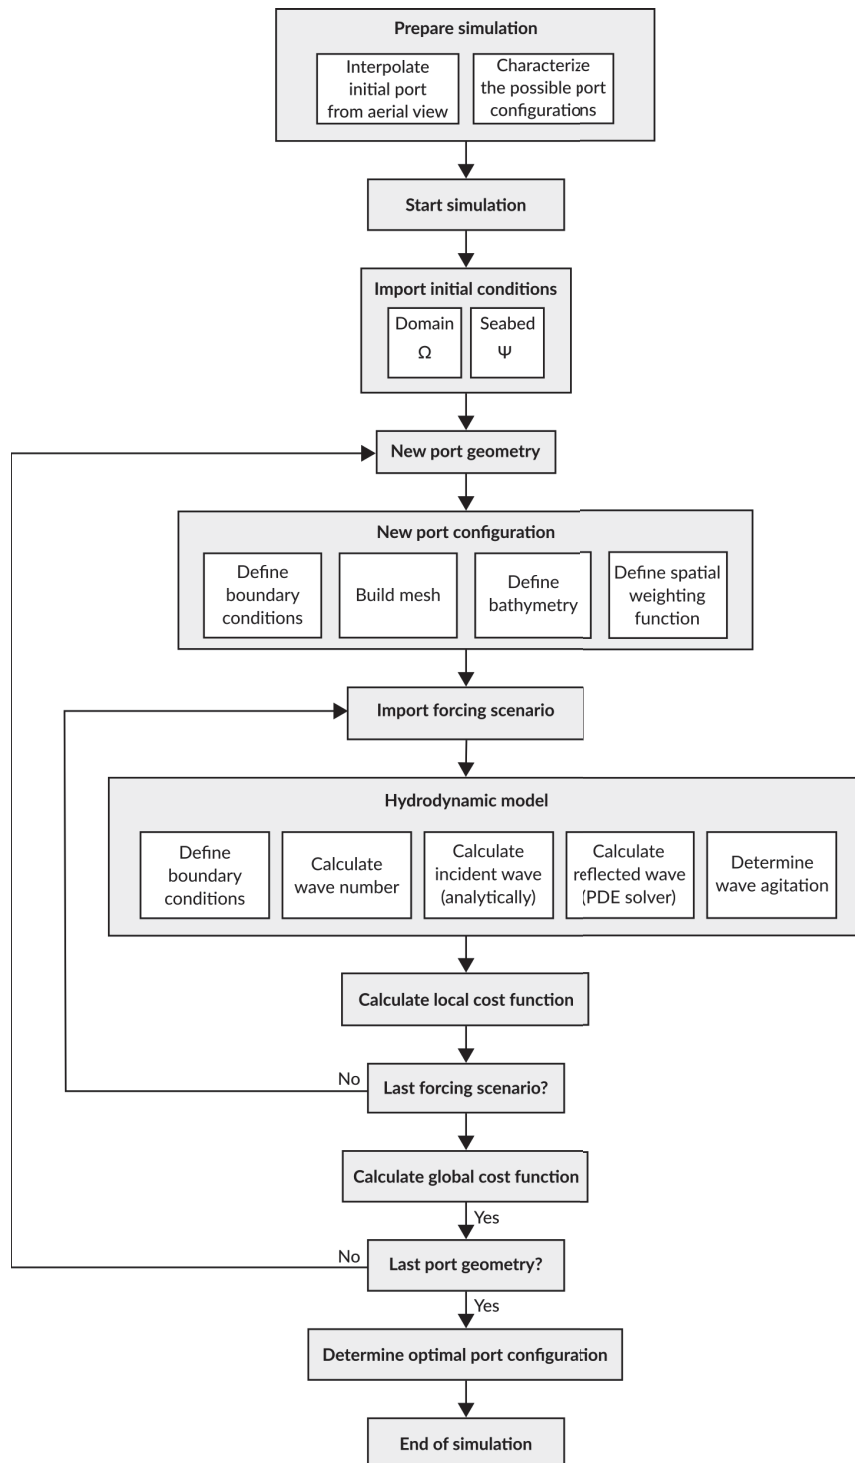 Prepare simulation
Interpolate
initial port
from aerial view
Characterize
the possible port
configurations
Start simulation
Import initial conditions
Domain
Ω
Seabed
Ψ
New port geometry
New port configuration
Define
boundary
conditions
Build mesh
Define
bathymetry
Define spatial
weighting
function
Import forcing scenario
Hydrodynamic model
Define
boundary
conditions
Calculate
wave number
Calculate
incident wave
(analytically)
Calculate
reflected wave
(PDE solver)
Determine
wave agitation
Calculate local cost function
No
Last forcing scenario?
Calculate global cost function
Yes
No
Last port geometry?
Yes
Determine optimal port configuration
End of simulation